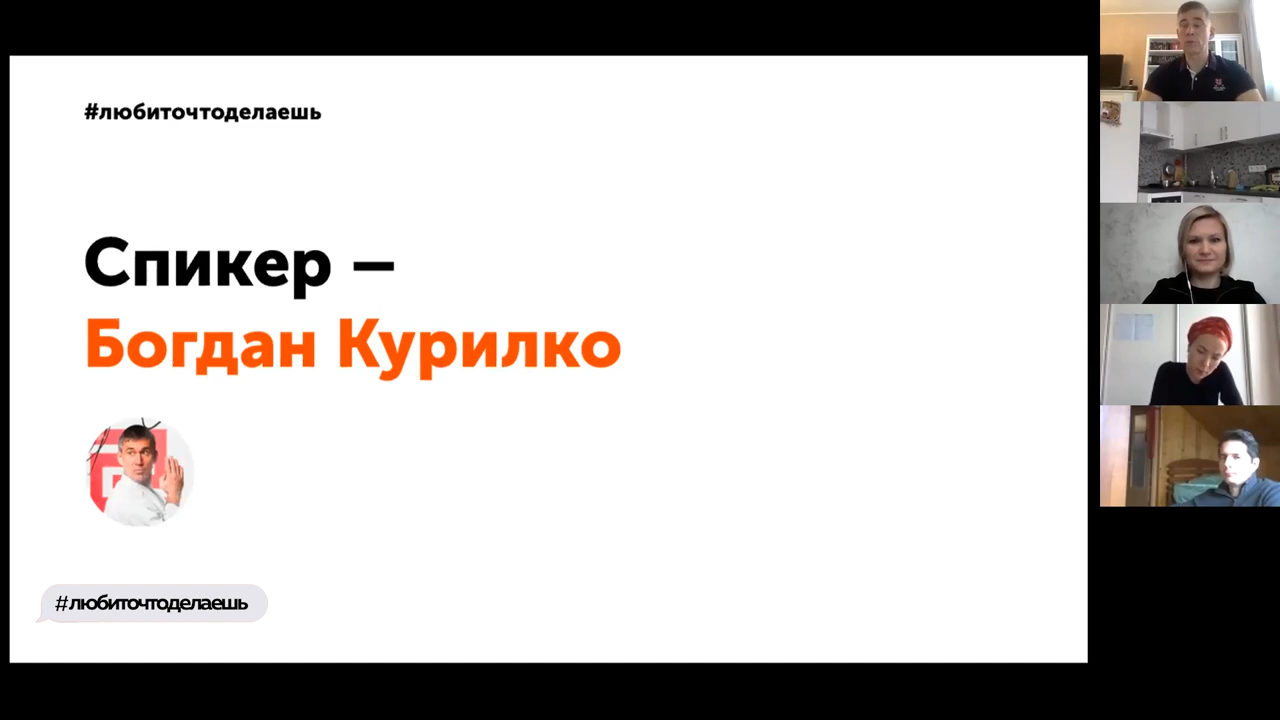 #любиточтоделаешь
Спикер —
Богдан Курилко
#любиточтоделаешь